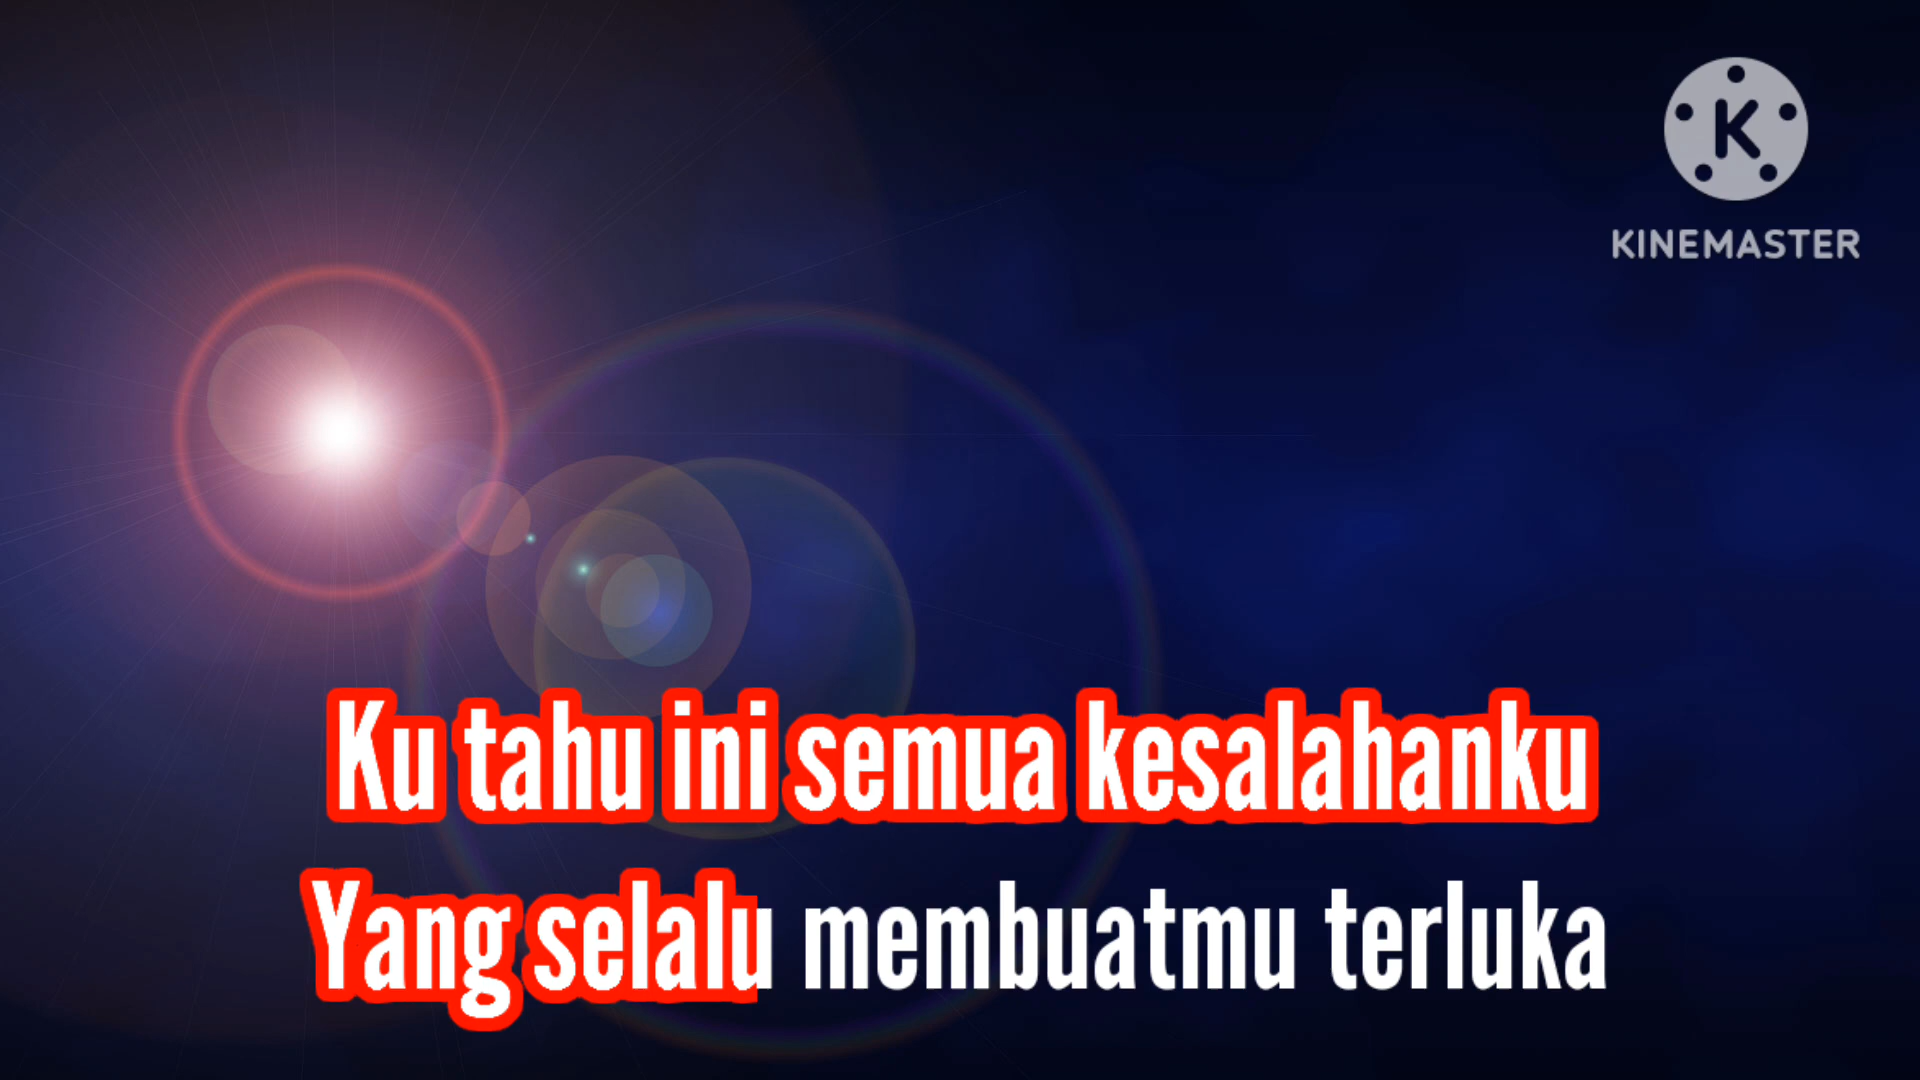 K
KINEMASTER
Ku tahu ini semua kesalahanku
Yang selalu membuatmu terluka